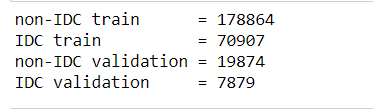 non-IDC train = 178864
IDC train = 70907
non-IDC validation = 19874
IDC validation = 7879